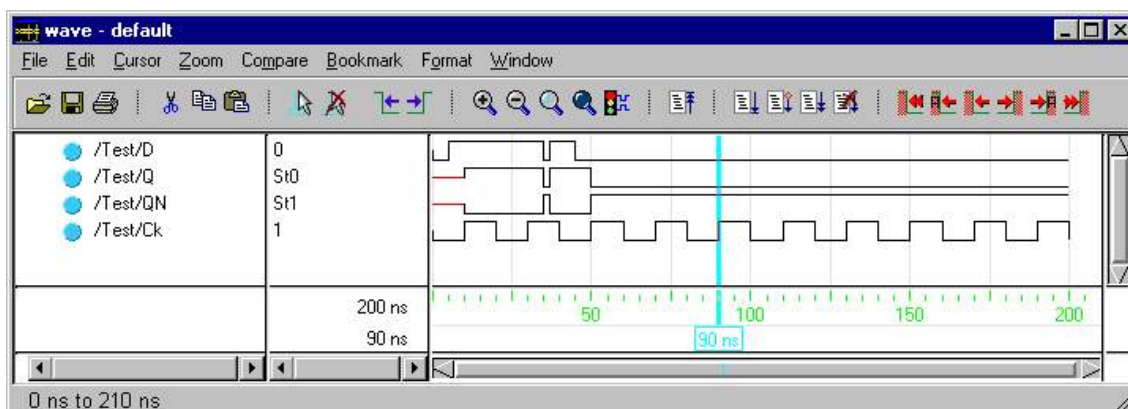 wave - default
File Edit Cursor Zoom Compare Bookmark Format Window
/Test/D 0
/Test/Q St0
/Test/QN St1
/Test/Ck 1
200 ns 50 100 150 200
90 ns 90 ns
0 ns to 210 ns